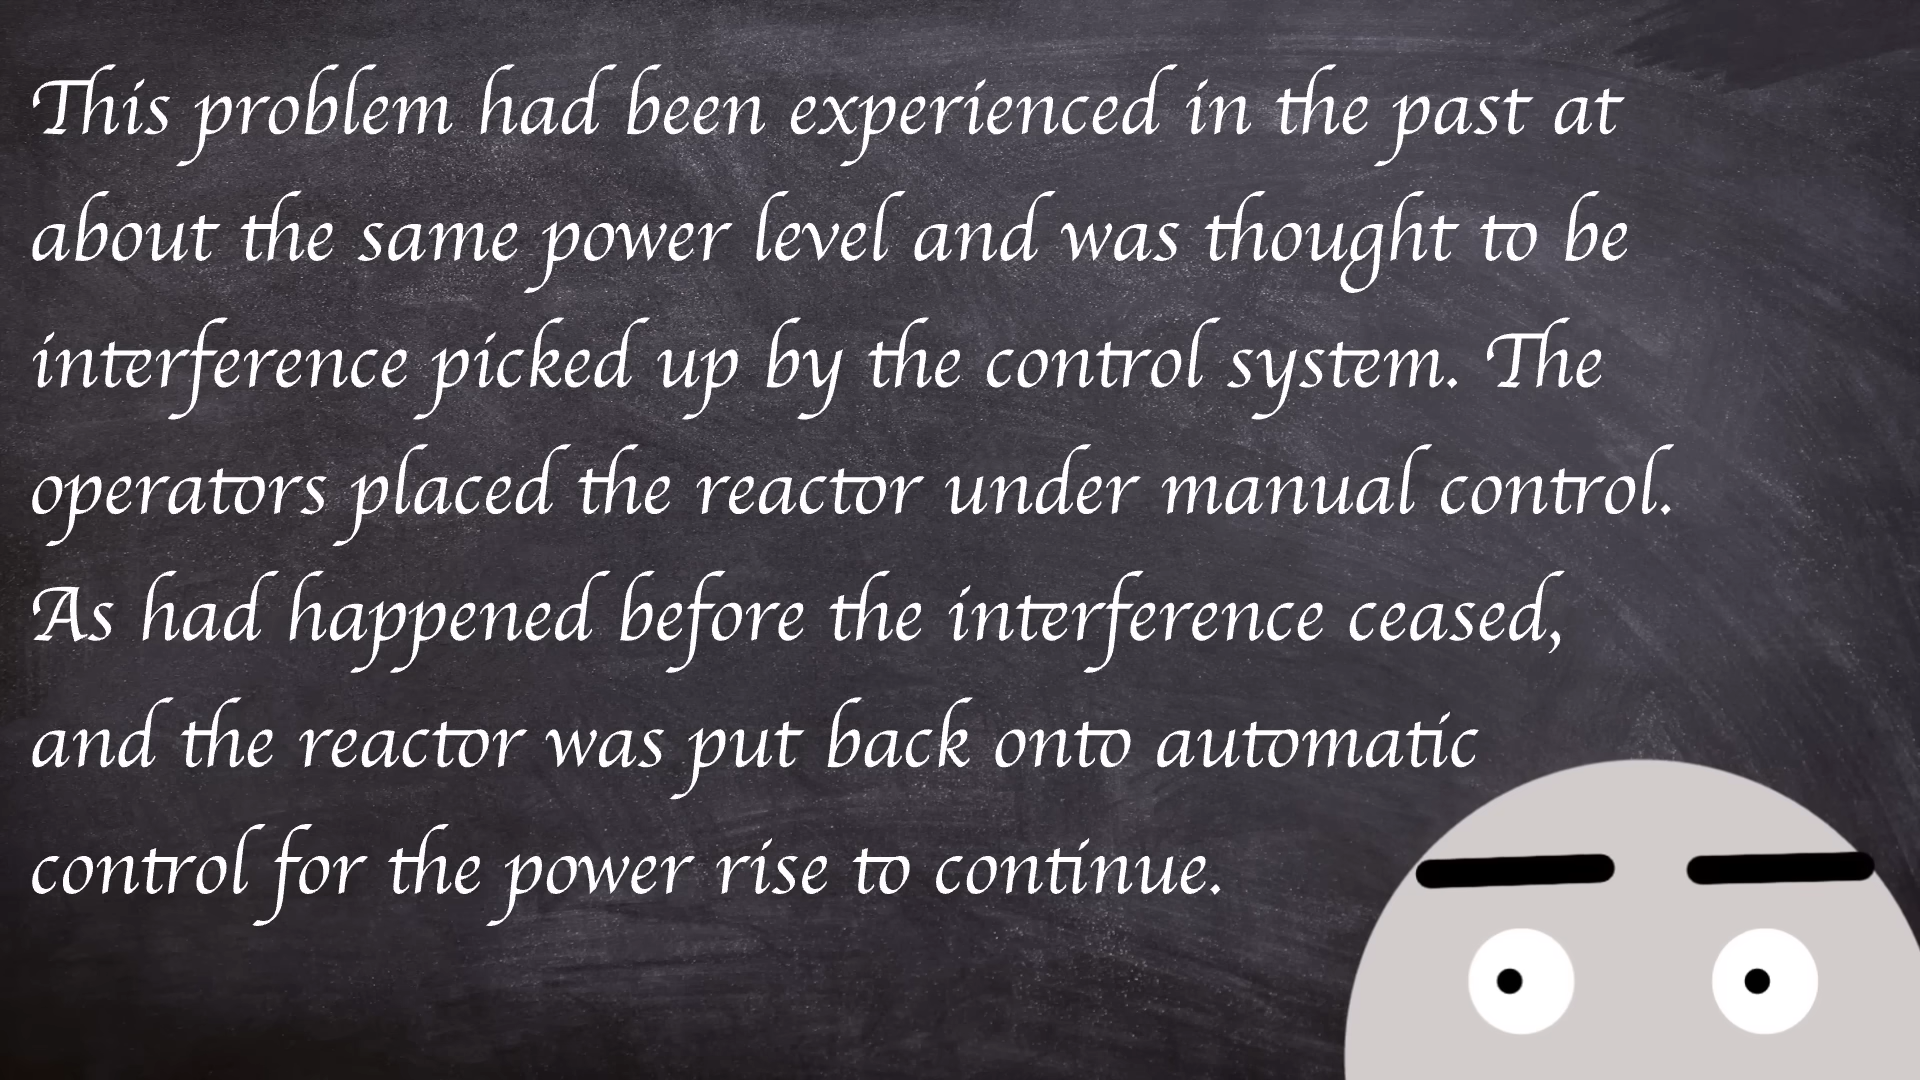 This problem had been experienced in the past at
about the same power level and was thought to be
interference picked up by the control system. The
operators placed the reactor under manual control.
As had happened before the interference ceased,
and the reactor was put back onto automatic
control for the power rise to continue.